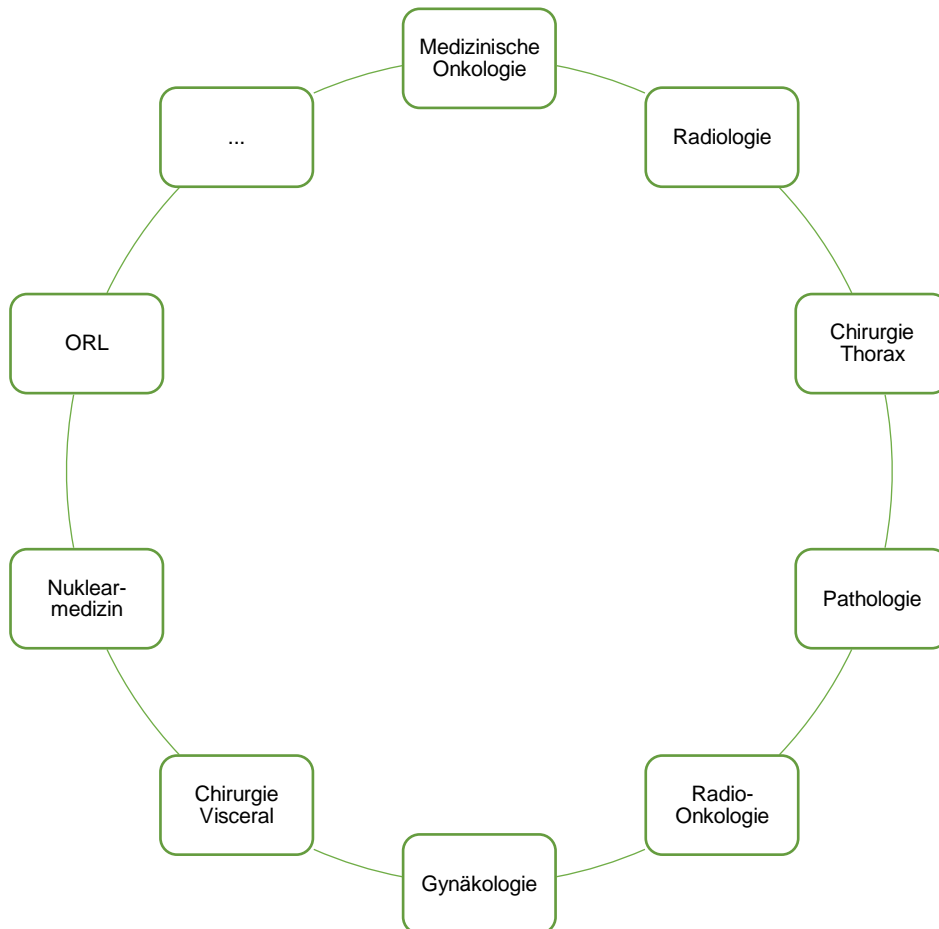 Medizinische
Onkologie
Radiologie
Chirurgie
Thorax
Pathologie
Radio-
Onkologie
Gynäkologie
Chirurgie
Visceral
Nuklear-
medizin
ORL
...